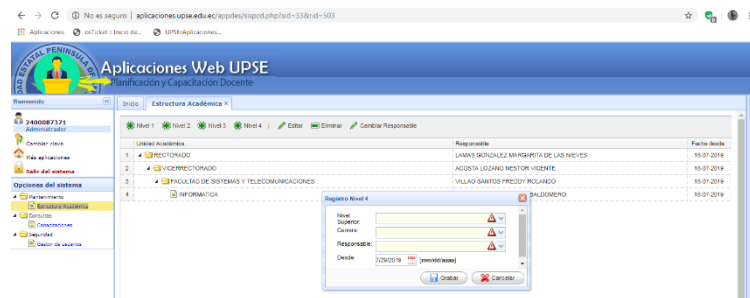 No es seguro | aplicaciones.upse.edu.ec/appdes/sispcd.php?sid=33&rid=503
Aplicaciones osTicket :: Inicio de... UPSEtoAplicaciones...
Aplicaciones Web UPSE
Planificación y Capacitación Docente
Bienvenido
Inicio Estructura Académica ×
2400087371
Administrador
Cambiar clave
Más aplicaciones
Salir del sistema
Opciones del sistema
Mantenimiento
Estructura Académica
Consultas
Capacitaciones
Seguridad
Gestor de usuarios
Nivel 1 Nivel 2 Nivel 3 Nivel 4 | Editar Eliminar Cambiar Responsable
Unidad Académica Responsable Fecha desde
1 RECTORADO LAMAS GONZALEZ MARGARITA DE LAS NIEVES 16-07-2019
2 VICERRECTORADO ACOSTA LOZANO NESTOR VICENTE 16-07-2019
3 FACULTAD DE SISTEMAS Y TELECOMUNICACIONES VILLAO SANTOS FREDDY ROLANDO 16-07-2019
4 INFORMATICA BALDOMERO 16-07-2019
Registro Nivel 4
Nivel Superior:
Carrera:
Responsable:
Desde 7/29/2019 [mm/dd/aaaa]
Grabar Cancelar